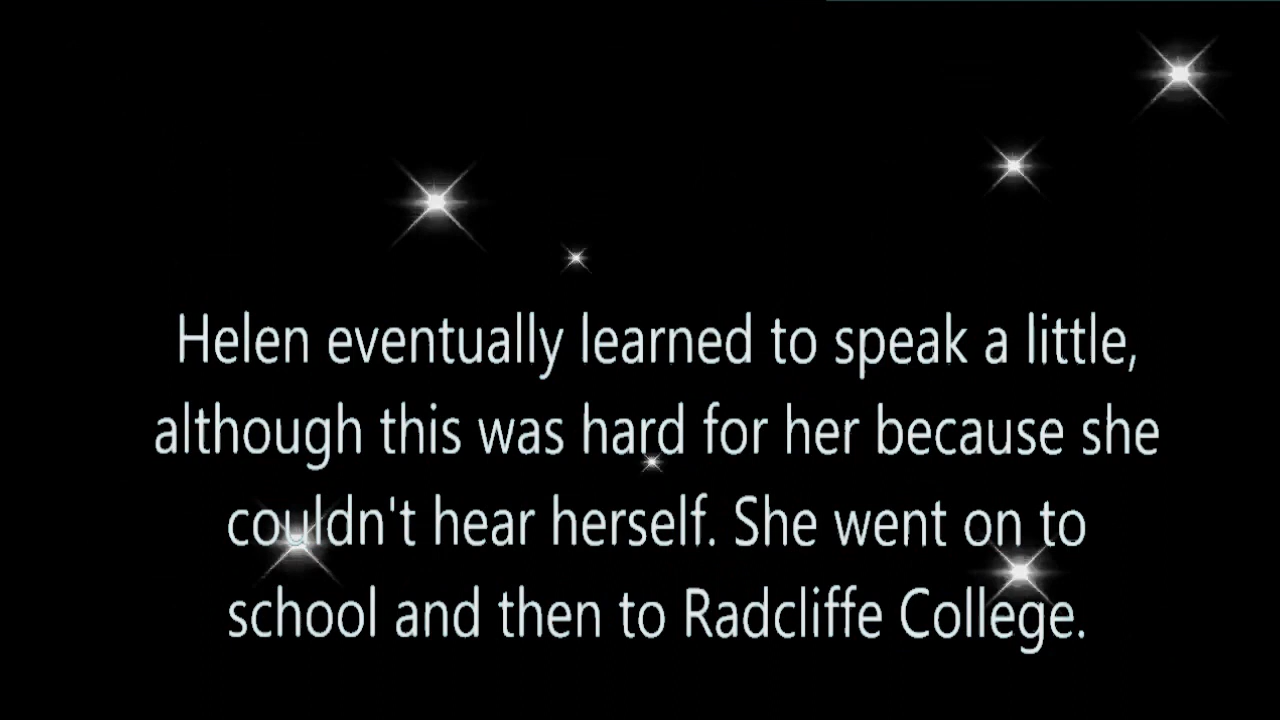 Helen eventually learned to speak a little,
although this was hard for her because she
couldn't hear herself. She went on to
school and then to Radcliffe College.